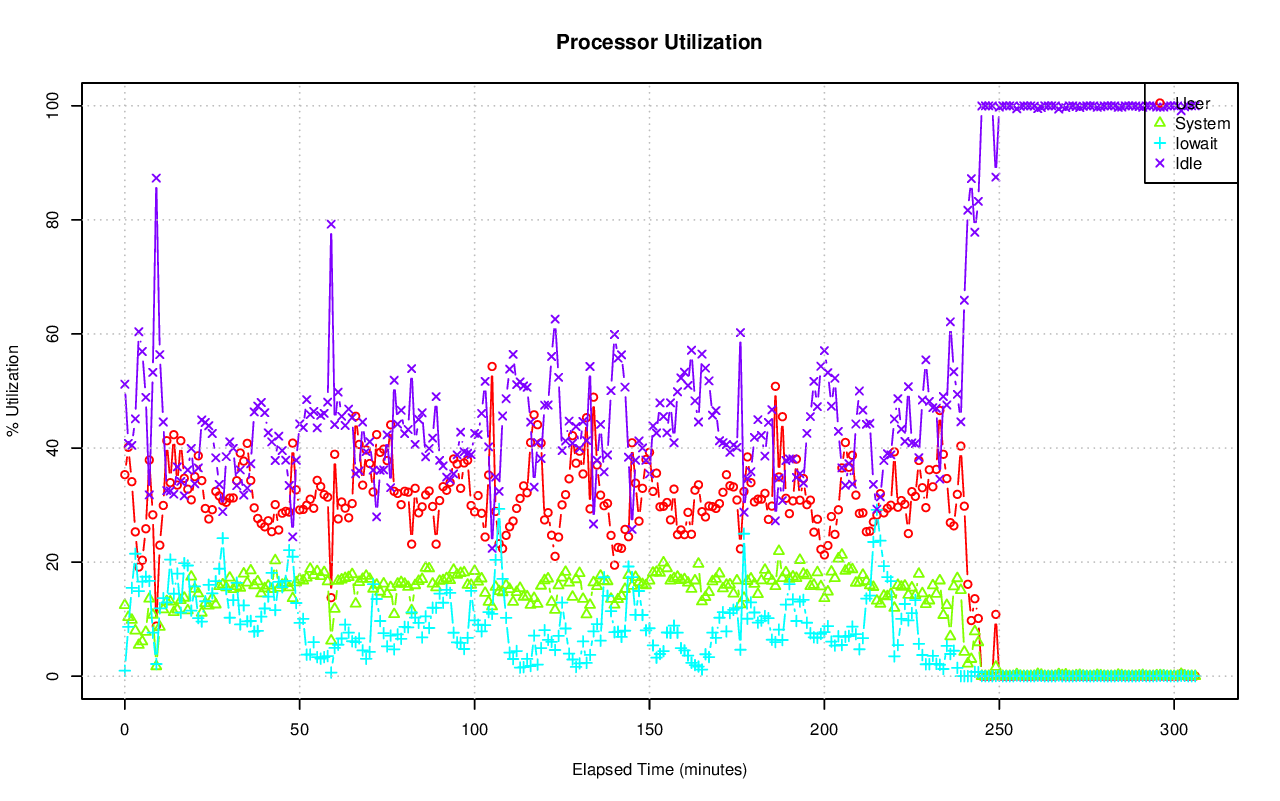 Processor Utilization
% Utilization
100
80
60
40
20
0
User
System
Iowait
Idle
0 50 100 150 200 250 300
Elapsed Time (minutes)